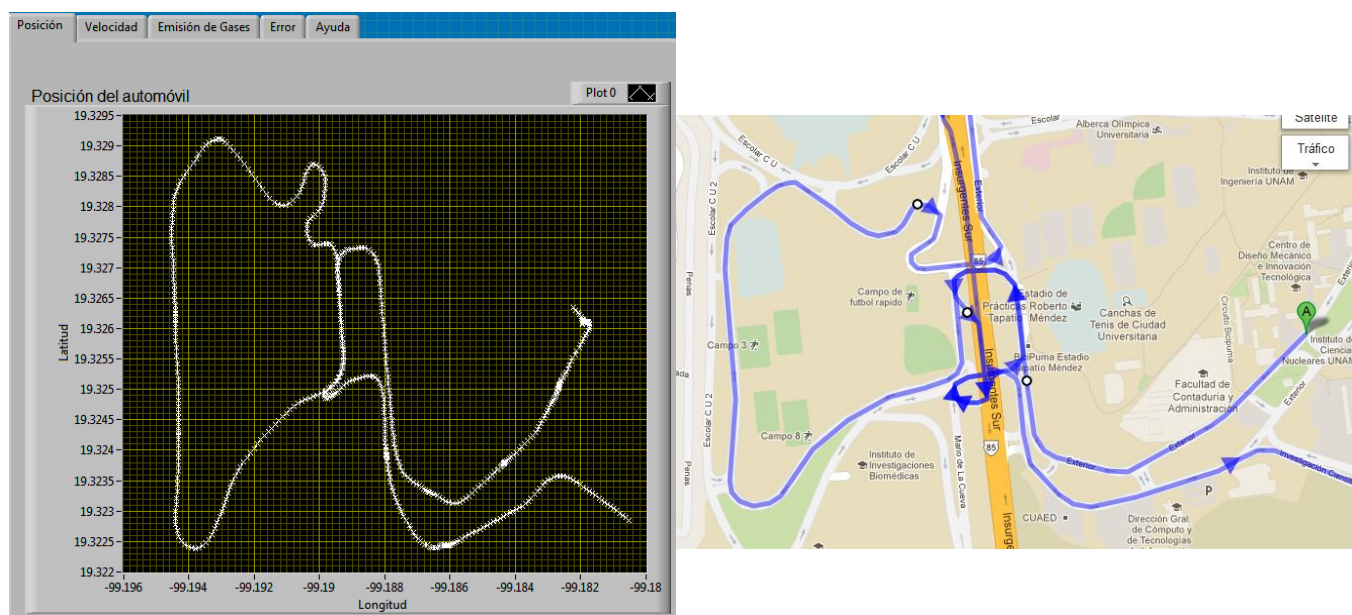 Posición
Velocidad
Emisión de Gases
Error
Ayuda
Posición del automóvil
Plot 0
Latitud
19.3295
19.329
19.3285
19.328
19.3275
19.327
19.3265
19.326
19.3255
19.325
19.3245
19.324
19.3235
19.323
19.3225
19.322
-99.196
-99.194
-99.192
-99.19
-99.188
-99.186
-99.184
-99.182
-99.18
Longitud
Satélite
Tráfico
Escolar
Alberca Olímpica
Universitaria
Escolar C U
Escolar C U
Escolar C U 2
Escolar C U 2
Insurgentes Sur
Exterior
Instituto de
Ingeniería UNAM
Centro de
Diseño Mecánico
e Innovación
Tecnológica
85
Penas
Penas
Campo de
futbol rapido
Estadio de
Prácticas Roberto
"Tapatío" Méndez
Canchas de
Tenis de Ciudad
Universitaria
Circuito Bicipuma
A
Instituto de
Ciencia
Nucleares UNAM
Campo 3
Insurgentes Sur
BiciPuma Estadio
Tapatío Méndez
Facultad de
Contaduría y
Administración
Exterior
Campo 8
Mario de La Cueva
85
Instituto de
Investigaciones
Biomédicas
Exterior
Investigación Científ
P
CUAED
Insurgen
Dirección Gral.
de Cómputo y
de Tecnologías